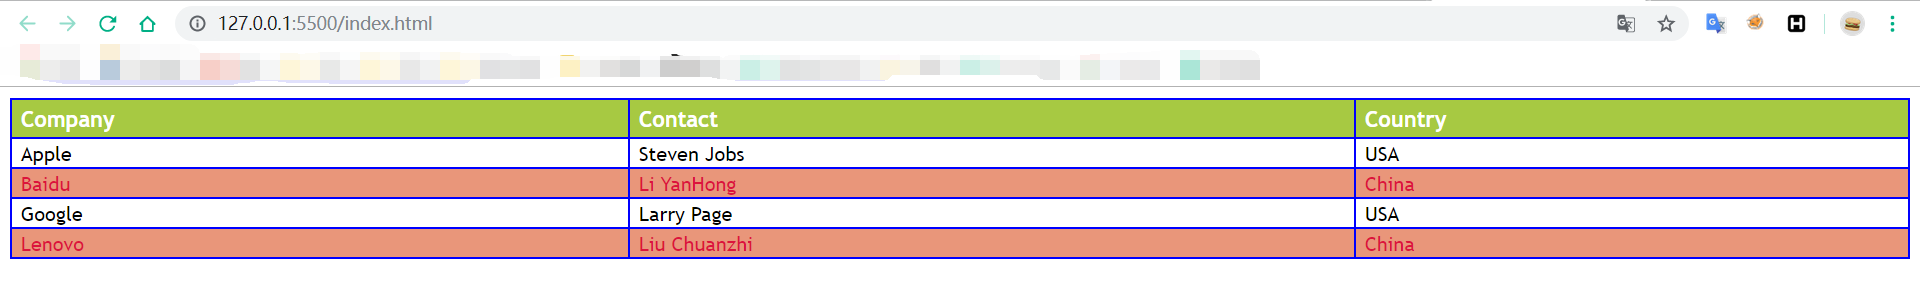 127.0.0.1:5500/index.html
Company Contact Country
Apple Steven Jobs USA
Baidu Li YanHong China
Google Larry Page USA
Lenovo Liu Chuanzhi China